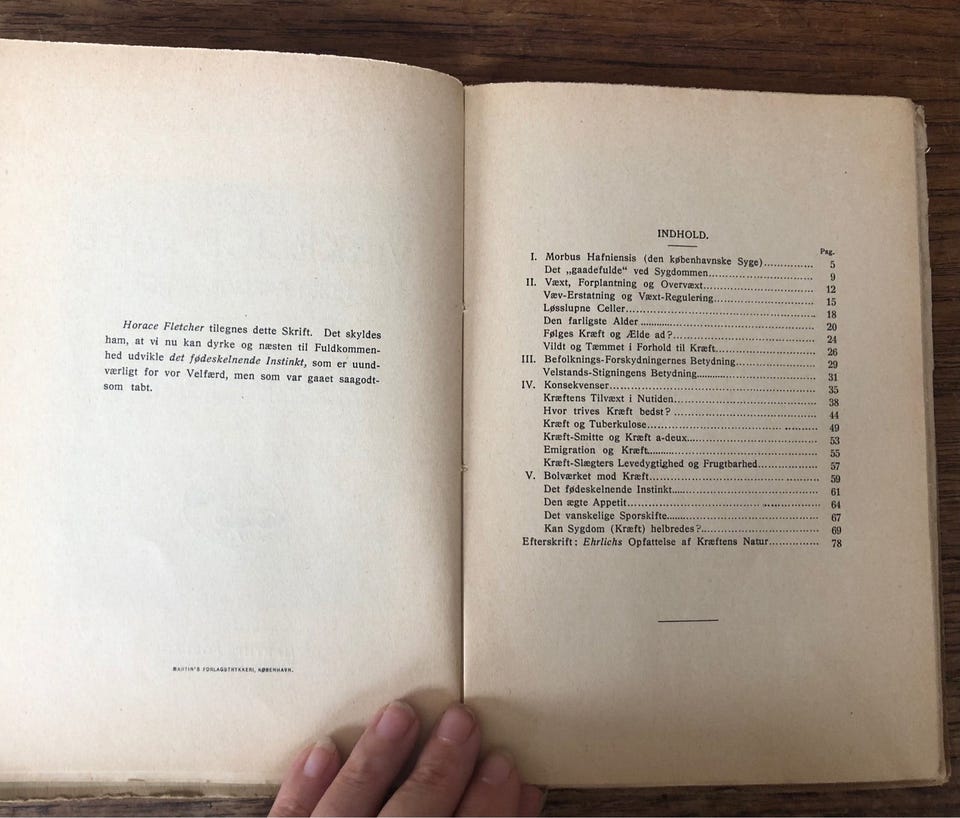 Horace Fletcher tilegnes dette Skrift. Det skyldes
ham, at vi nu kan dyrke og næsten til Fuldkommen-
hed udvikle det fødeskelnende Instinkt, som er uund-
værligt for vor Velfærd, men som var gaaet saagodt-
som tabt.
MARTIN'S FORLAGSTRYKKERI, KØBENHAVN.
INDHOLD.
Pag.
I. Morbus Hafniensis (den københavnske Syge)............... 5
Det „gaadefulde“ ved Sygdommen............................ 9
II. Væxt, Forplantning og Overvæxt............................ 12
Væv-Erstatning og Væxt-Regulering......................... 15
Løsslupne Celler................................................ 18
Den farligste Alder............................................. 20
Følges Kræft og Ælde ad?..................................... 24
Vildt og Tæmmet i Forhold til Kræft......................... 26
III. Befolknings-Forskydningernes Betydning.................... 29
Velstands-Stigningens Betydning.............................. 31
IV. Konsekvenser.................................................... 35
Kræftens Tilvæxt i Nutiden.................................... 38
Hvor trives Kræft bedst?...................................... 44
Kræft og Tuberkulose.......................................... 49
Kræft-Smitte og Kræft a-deux................................. 53
Emigration og Kræft............................................ 55
Kræft-Slægters Levedygtighed og Frugtbarhed............... 57
V. Bolværket mod Kræft........................................... 59
Det fødeskelnende Instinkt.................................... 61
Den ægte Appetit............................................... 64
Det vanskelige Sporskifte...................................... 67
Kan Sygdom (Kræft) helbredes?............................... 69
Efterskrift: Ehrlichs Opfattelse af Kræftens Natur............... 78